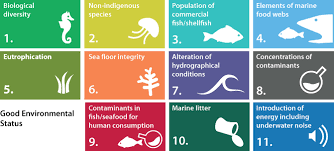 Biological
diversity
1.
Non-indigenous
species
2.
Population of
commercial
fish/shellfish
3.
Elements of marine
food webs
4.
Eutrophication
5.
Sea floor integrity
6.
Alteration of
hydrographical
conditions
7.
Concentrations of
contaminants
8.
Good Environmental
Status
Contaminants in
fish/seafood for
human consumption
9.
Marine litter
10.
Introduction of
energy including
underwater noise
11.